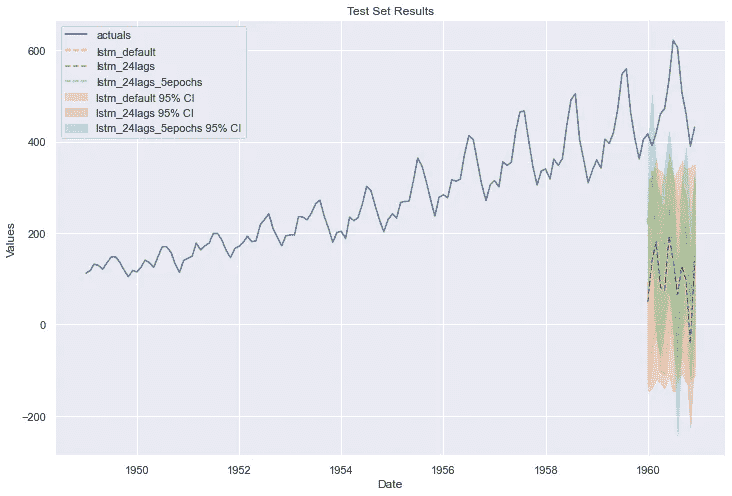 Test Set Results
actuals
lstm_default
lstm_24lags
lstm_24lags_5epochs
lstm_default 95% CI
lstm_24lags 95% CI
lstm_24lags_5epochs 95% CI
600
400
200
0
−200
Values
1950 1952 1954 1956 1958 1960
Date